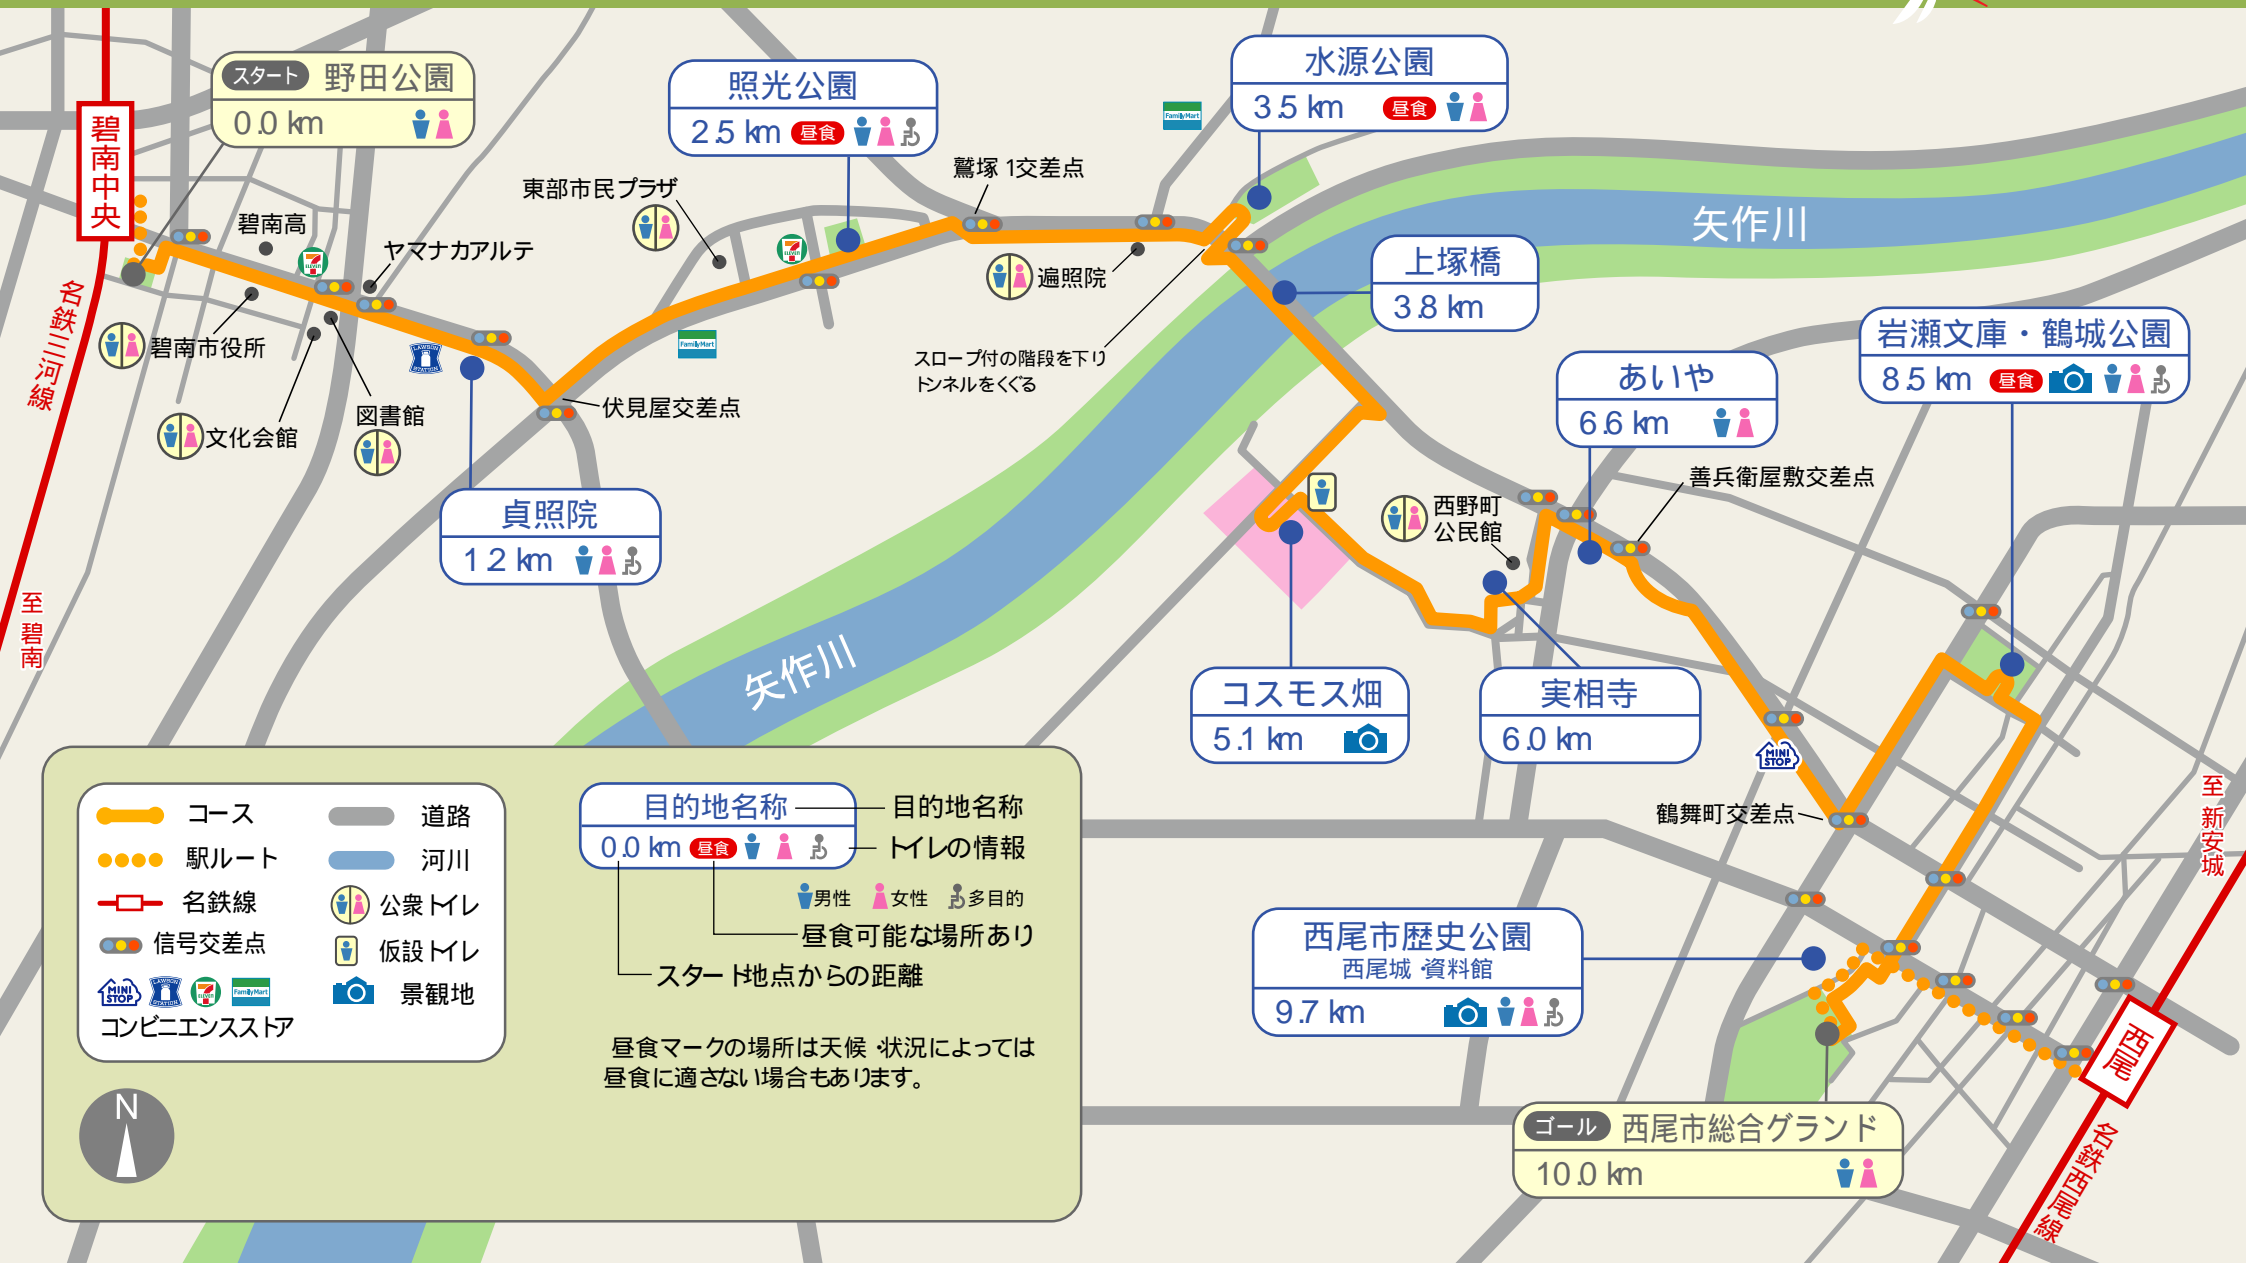 スタート 野田公園
0.0 km
照光公園
2.5 km 昼食
水源公園
3.5 km 昼食
FamilyMart
碧南中央
鷲塚1交差点
東部市民プラザ
碧南高
ヤマナカアルテ
7 ELEVEN
7 ELEVEN
遍照院
矢作川
上塚橋
3.8 km
名鉄三河線
碧南市役所
LAWSON STATION
FamilyMart
スロープ付の階段を下り
トンネルをくぐる
岩瀬文庫・鶴城公園
8.5 km 昼食
あいや
6.6 km
文化会館
図書館
伏見屋交差点
善兵衛屋敷交差点
西野町
公民館
貞照院
1.2 km
至 碧南
矢作川
コスモス畑
5.1 km
実相寺
6.0 km
MINI STOP
鶴舞町交差点
至 新安城
コース
道路
駅ルート
河川
名鉄線
公衆トイレ
信号交差点
仮設トイレ
MINI STOP
LAWSON STATION
7 ELEVEN
FamilyMart
景観地
コンビニエンスストア
目的地名称
0.0 km 昼食
目的地名称
トイレの情報
男性 女性 多目的
昼食可能な場所あり
スタート地点からの距離
昼食マークの場所は天候・状況によっては
昼食に適さない場合もあります。
N
西尾市歴史公園
西尾城・資料館
9.7 km
西尾
ゴール 西尾市総合グランド
10.0 km
名鉄西尾線